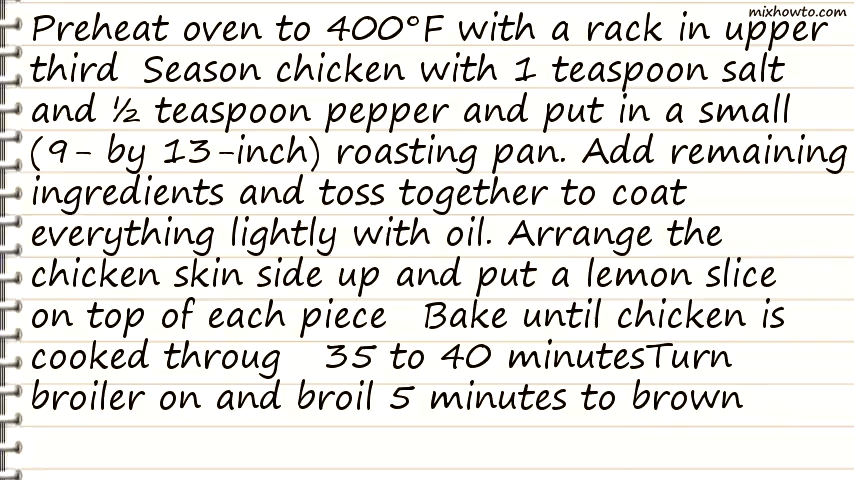 mixhowto.com
Preheat oven to 400°F with a rack in upper
third  Season chicken with 1 teaspoon salt
and ½ teaspoon pepper and put in a small
(9- by 13-inch) roasting pan. Add remaining
ingredients and toss together to coat
everything lightly with oil. Arrange the
chicken skin side up and put a lemon slice
on top of each piece   Bake until chicken is
cooked throug   35 to 40 minutesTurn
broiler on and broil 5 minutes to brown